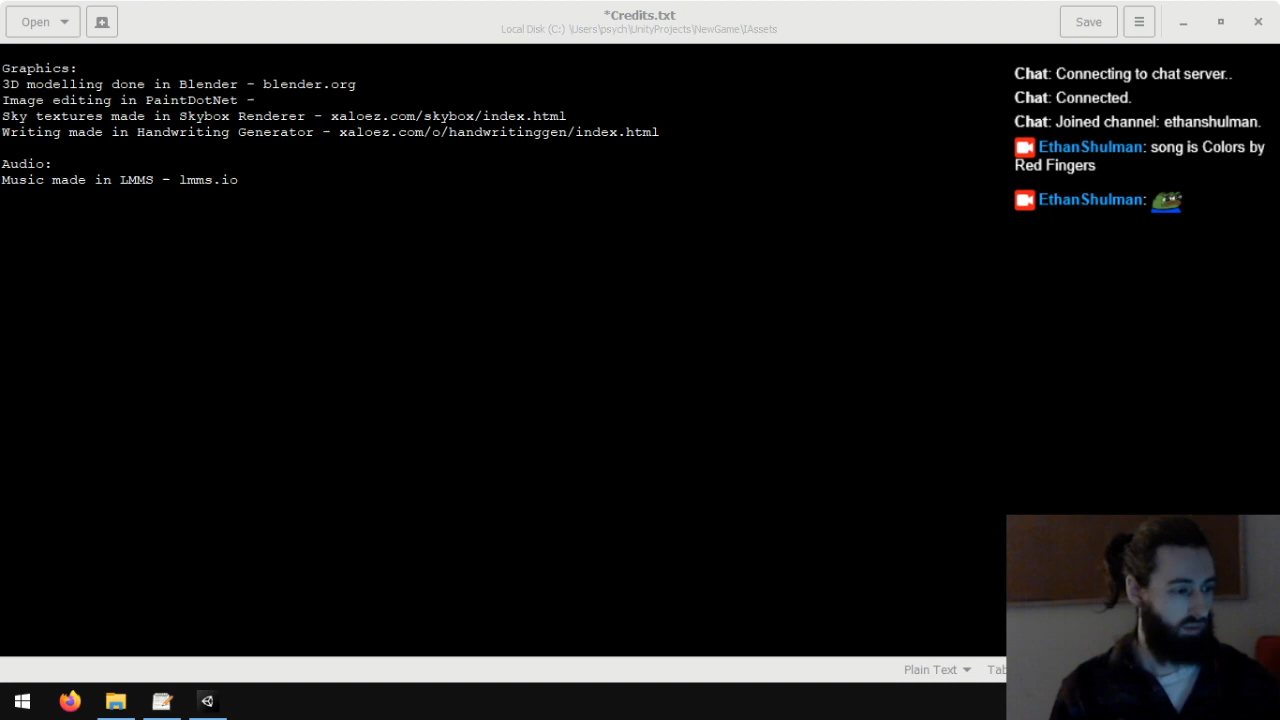 Open
*Credits.txt
Local Disk (C:) \Users\psych\UnityProjects\NewGame\IAssets
Save
Graphics:
3D modelling done in Blender - blender.org
Image editing in PaintDotNet -
Sky textures made in Skybox Renderer - xaloez.com/skybox/index.html
Writing made in Handwriting Generator - xaloez.com/o/handwritinggen/index.html
Audio:
Music made in LMMS - lmms.io
Chat: Connecting to chat server..
Chat: Connected.
Chat: Joined channel: ethanshulman.
EthanShulman: song is Colors by
Red Fingers
EthanShulman:
Plain Text
Tab